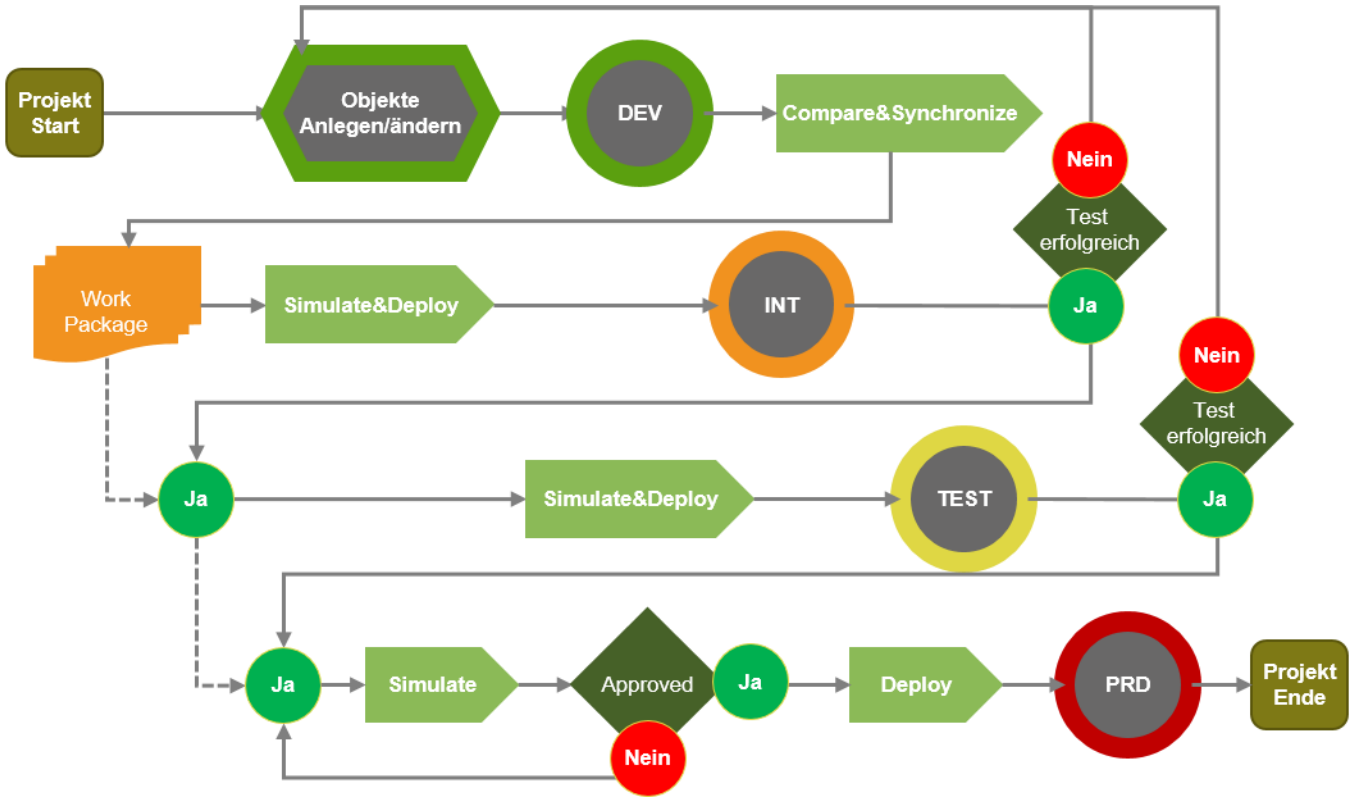 Projekt
Start
Objekte
Anlegen/ändern
DEV
Compare&Synchronize
Nein
Test
erfolgreich
Ja
Work
Package
Simulate&Deploy
INT
Nein
Test
erfolgreich
Ja
Ja
Simulate&Deploy
TEST
Ja
Simulate
Approved
Ja
Nein
Deploy
PRD
Projekt
Ende